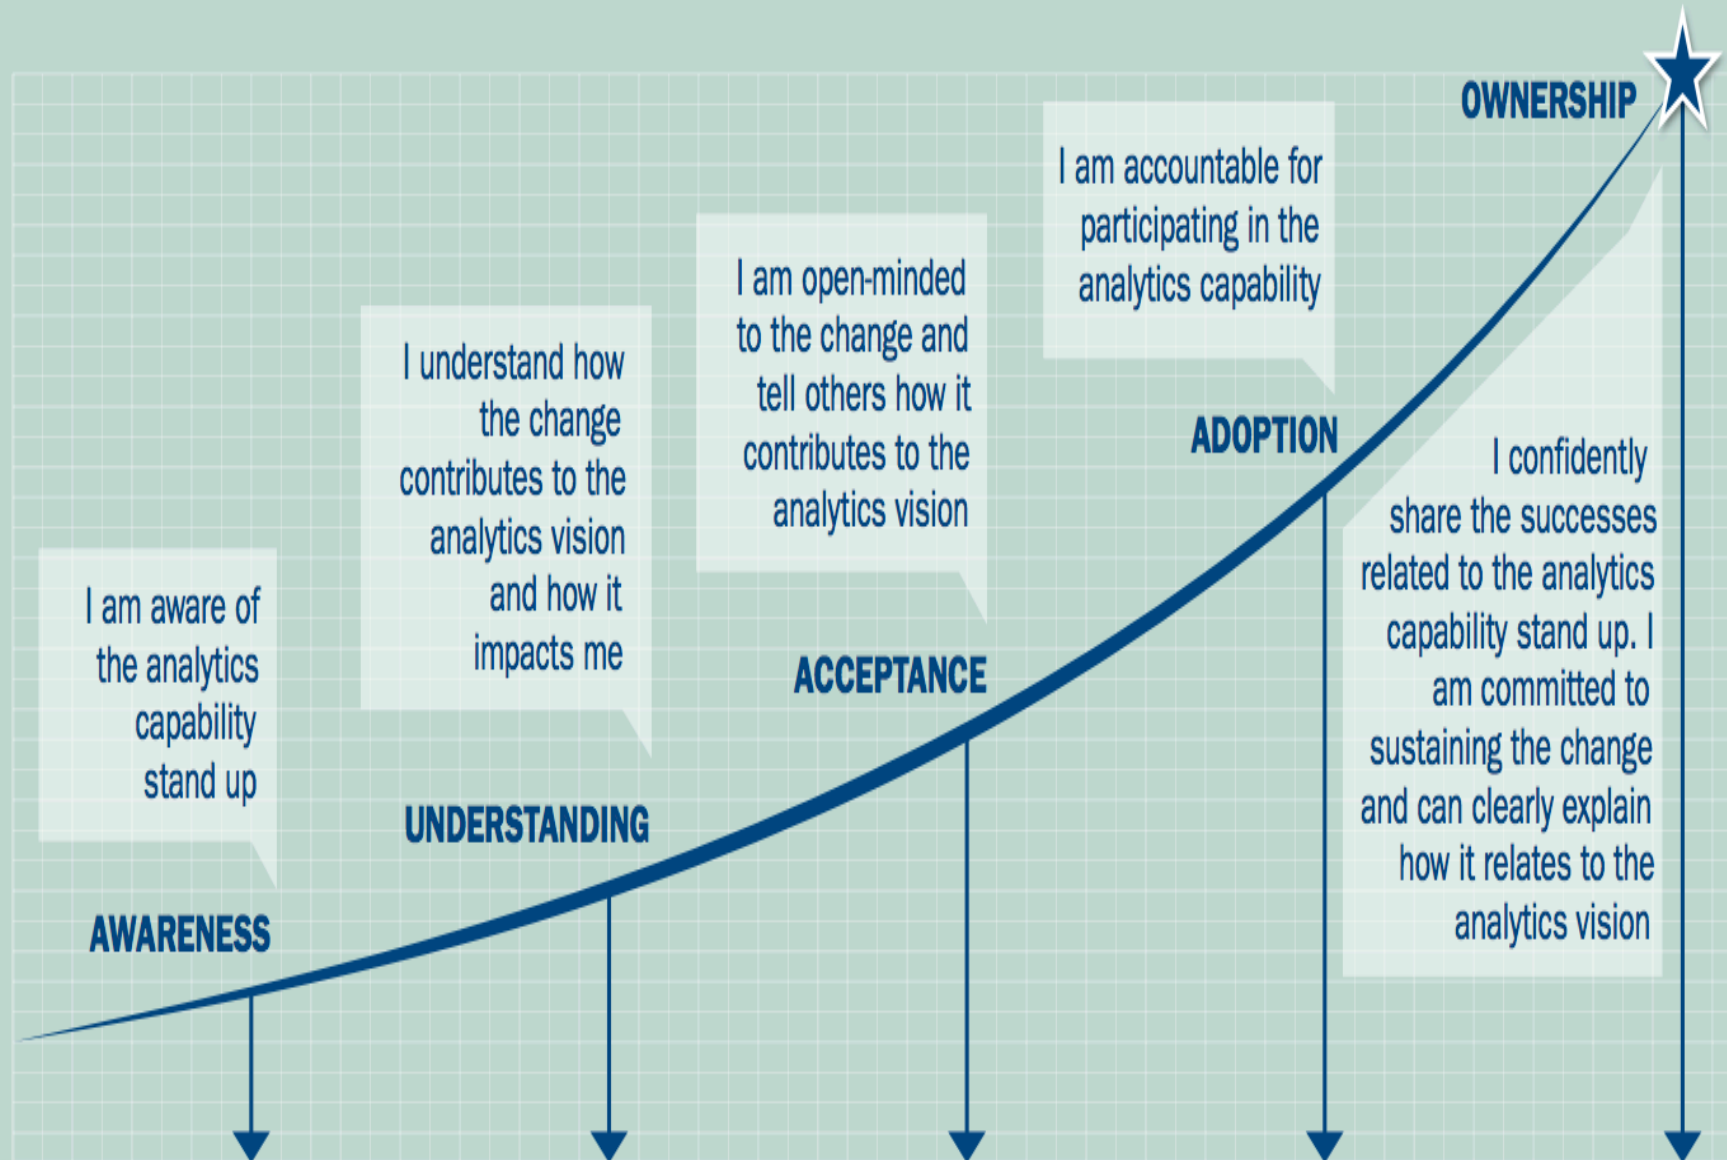 I am aware of
the analytics
capability
stand up
AWARENESS
I understand how
the change
contributes to the
analytics vision
and how it
impacts me
UNDERSTANDING
I am open-minded
to the change and
tell others how it
contributes to the
analytics vision
ACCEPTANCE
I am accountable for
participating in the
analytics capability
ADOPTION
OWNERSHIP
I confidently
share the successes
related to the analytics
capability stand up. I
am committed to
sustaining the change
and can clearly explain
how it relates to the
analytics vision